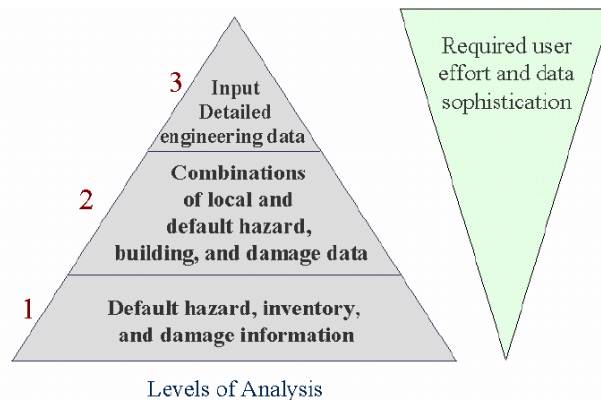 3
Input
Detailed
engineering data
2
Combinations
of local and
default hazard,
building, and damage data
1
Default hazard, inventory,
and damage information
Levels of Analysis
Required user
effort and data
sophistication